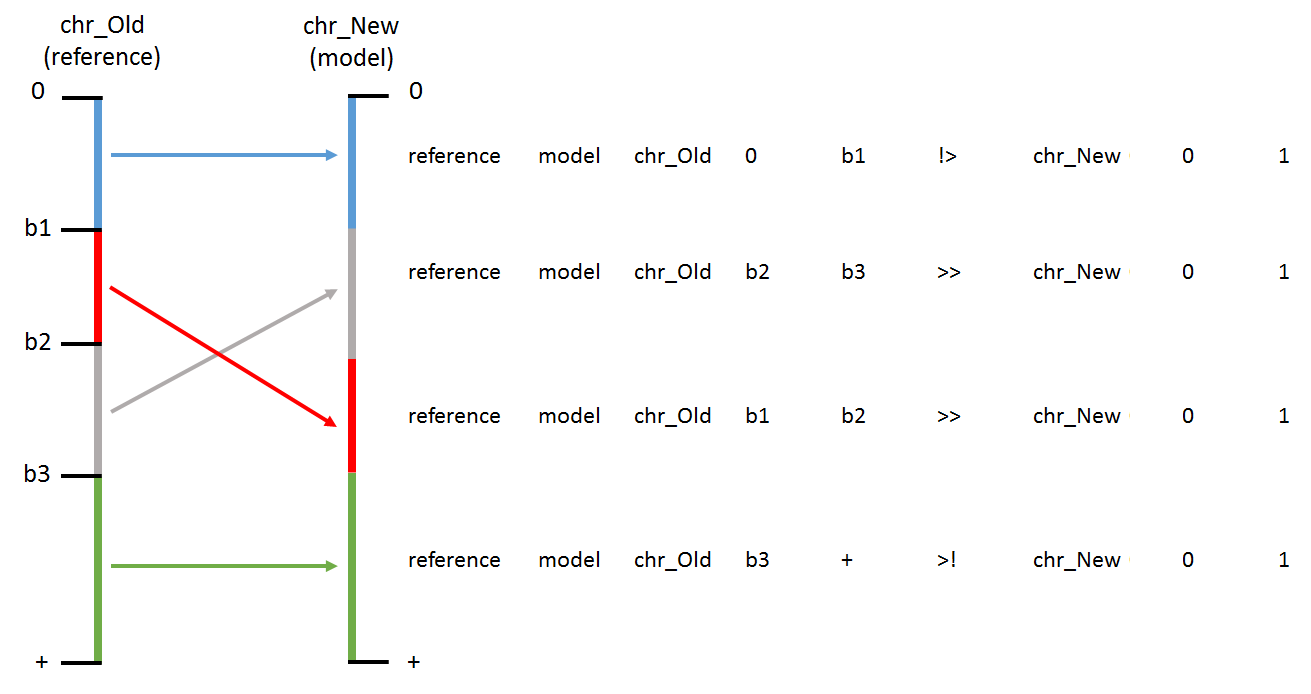 chr_Old chr_New
(reference) (model)
0 0
reference model chr_Old 0 b1 !> chr_New 0 1
b1
reference model chr_Old b2 b3 >> chr_New 0 1
b2
reference model chr_Old b1 b2 >> chr_New 0 1
b3
reference model chr_Old b3 + >! chr_New 0 1
+ +